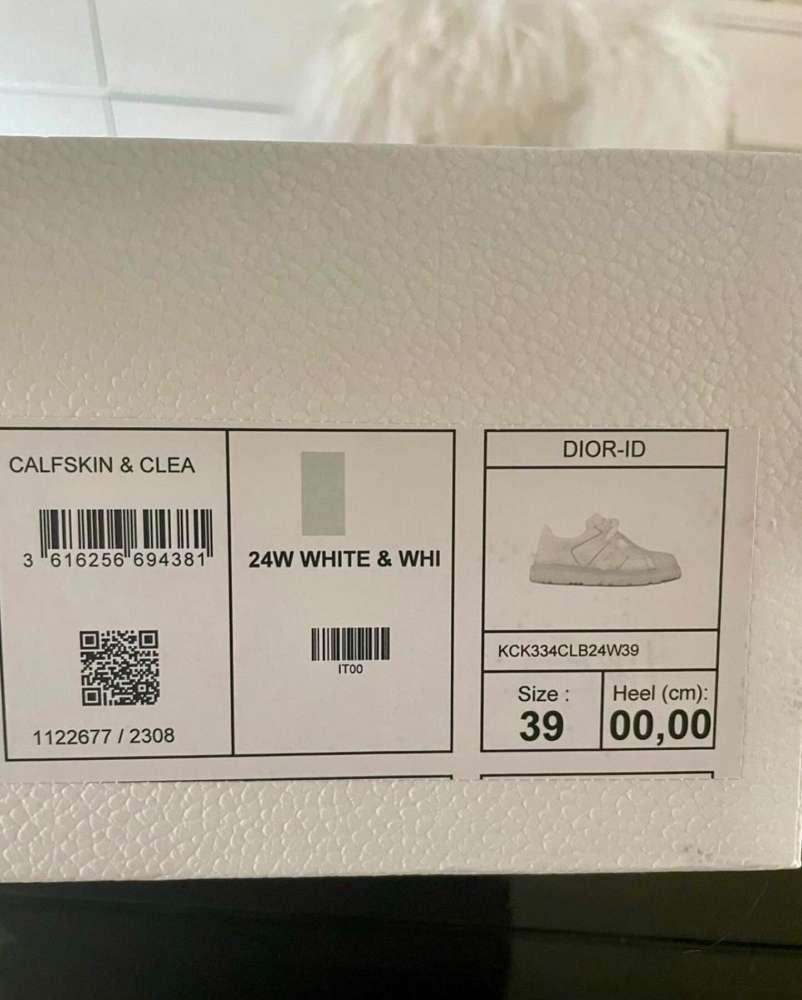 CALFSKIN & CLEA
3 616256 694381
1122677 / 2308
24W WHITE & WHI
IT00
DIOR-ID
KCK334CLB24W39
Size :
39
Heel (cm):
00,00